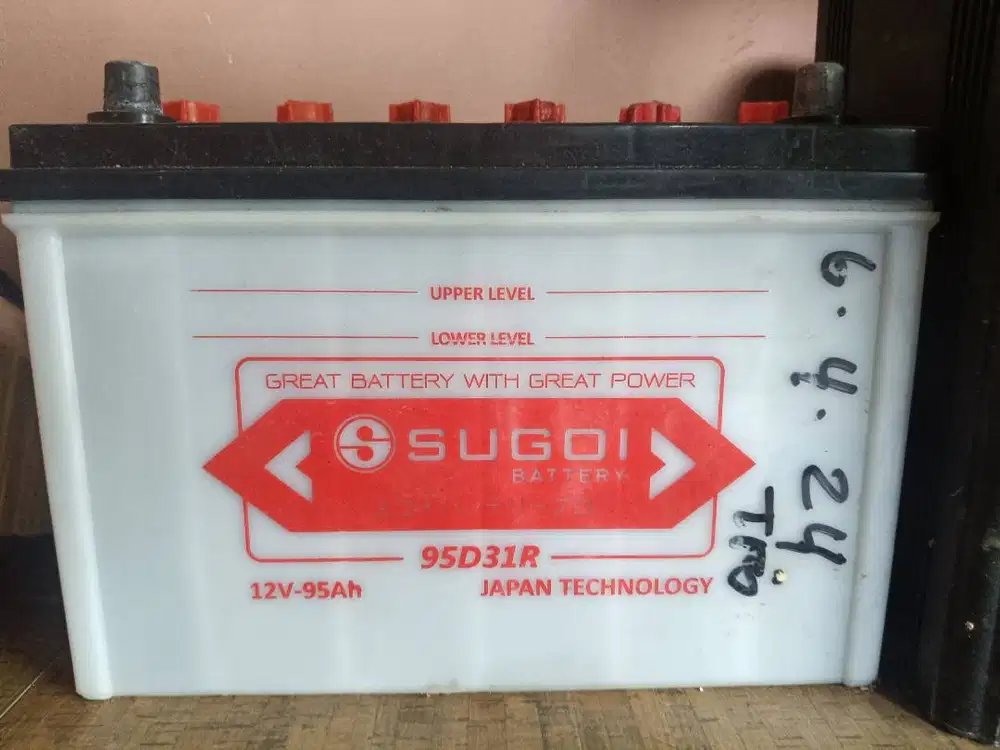 UPPER LEVEL
LOWER LEVEL
GREAT BATTERY WITH GREAT POWER
SUGOI
BATTERY
95D31R
12V-95Ah
JAPAN TECHNOLOGY
6.4.24